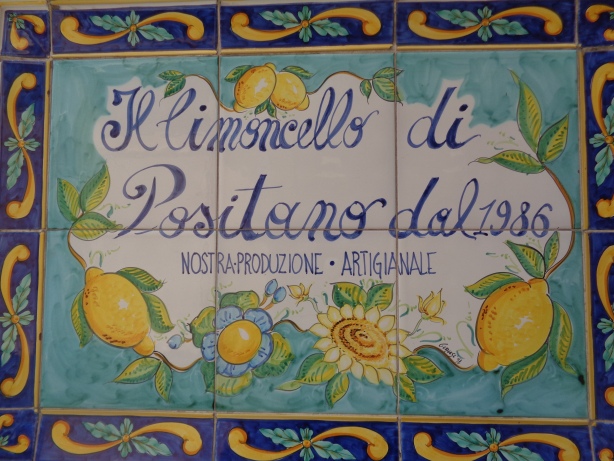 Il limoncello di
Positano dal 1986
NOSTRA·PRODUZIONE · ARTIGIANALE